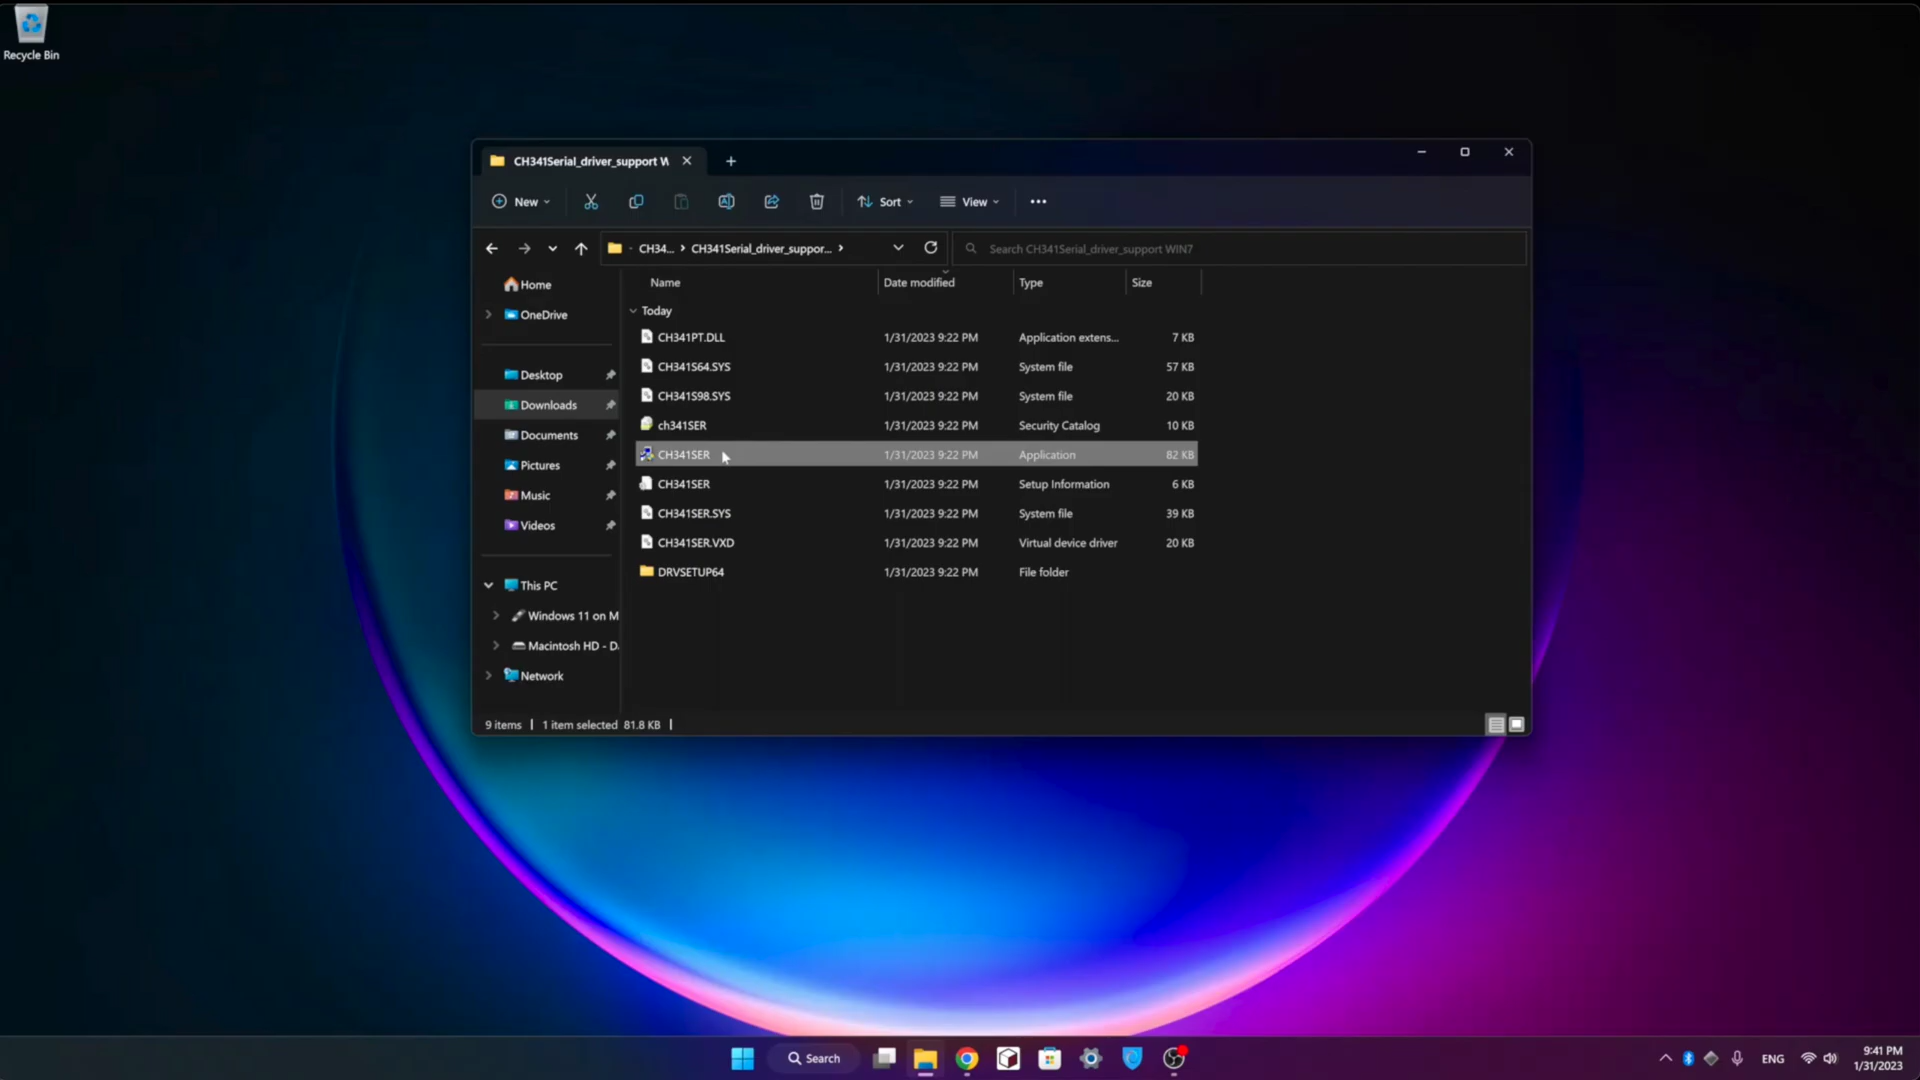 Recycle Bin
CH341Serial_driver_support W
New
Sort
View
CH34... > CH341Serial_driver_suppor... >
Search CH341Serial_driver_support WIN7
Home
OneDrive
Desktop
Downloads
Documents
Pictures
Music
Videos
This PC
Windows 11 on M
Macintosh HD - D
Network
Name Date modified Type Size
Today
CH341PT.DLL 1/31/2023 9:22 PM Application extens... 7 KB
CH341S64.SYS 1/31/2023 9:22 PM System file 57 KB
CH341S98.SYS 1/31/2023 9:22 PM System file 20 KB
ch341SER 1/31/2023 9:22 PM Security Catalog 10 KB
CH341SER 1/31/2023 9:22 PM Application 82 KB
CH341SER 1/31/2023 9:22 PM Setup Information 6 KB
CH341SER.SYS 1/31/2023 9:22 PM System file 39 KB
CH341SER.VXD 1/31/2023 9:22 PM Virtual device driver 20 KB
DRVSETUP64 1/31/2023 9:22 PM File folder
9 items | 1 item selected 81.8 KB |
Search
ENG
9:41 PM
1/31/2023